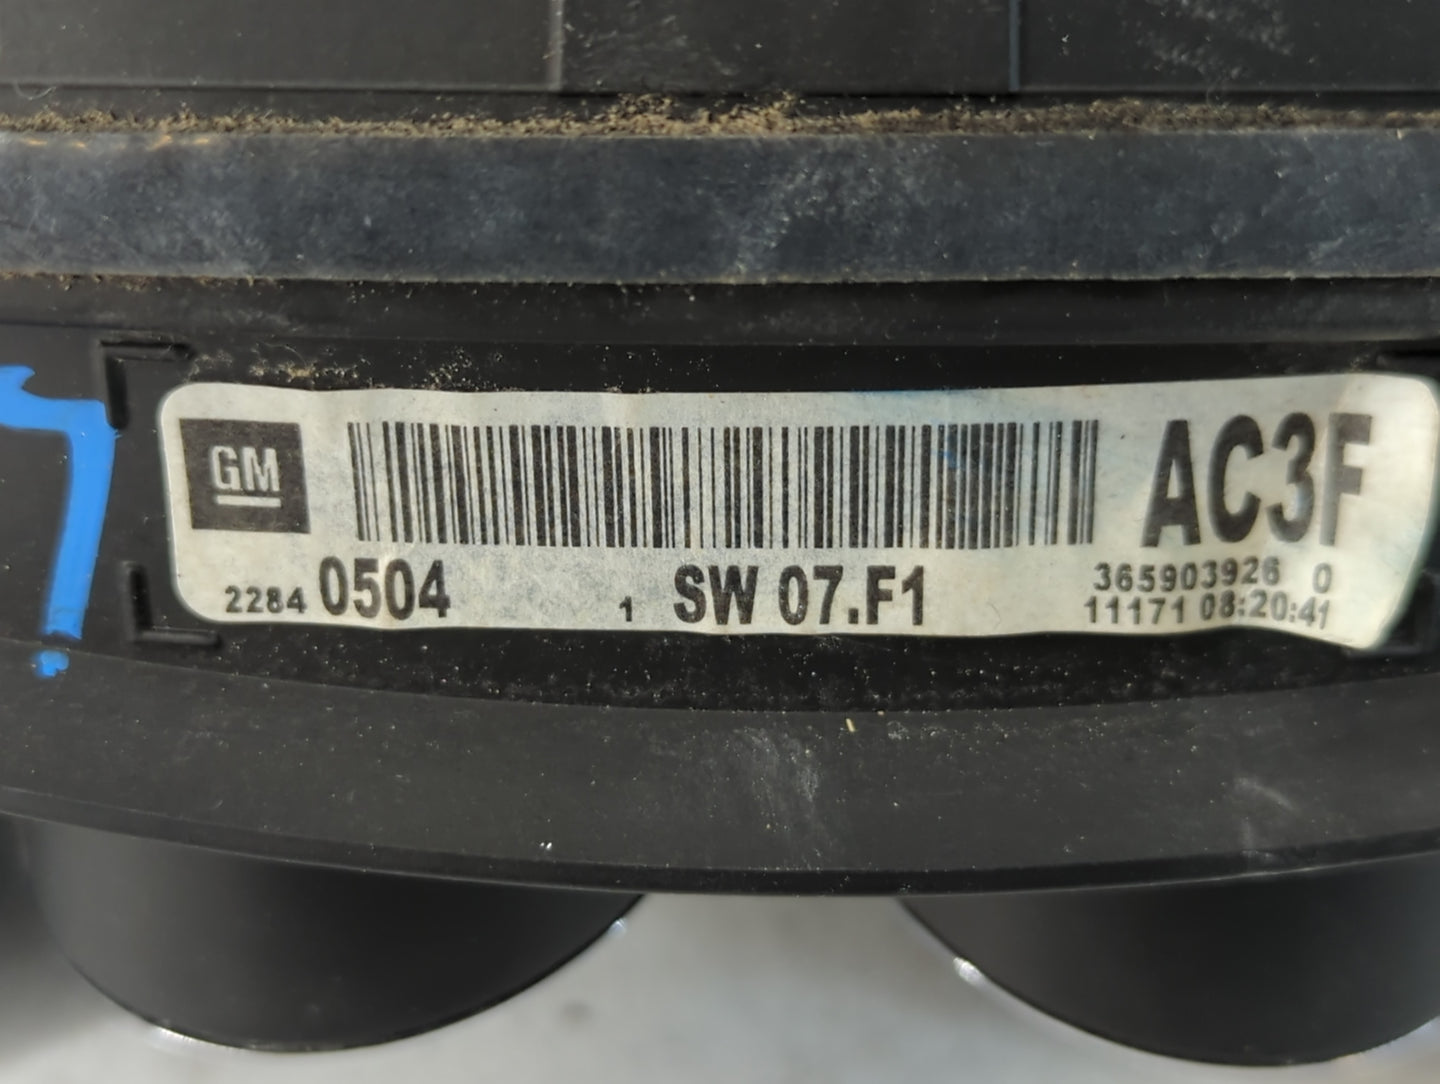 GM
AC3F
2284 0504 1 SW 07.F1
365903926 0
11171 08:20:41